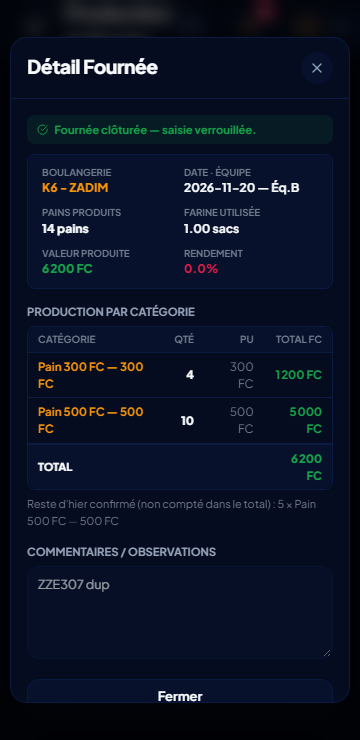 Détail Fournée
Fournée clôturée — saisie verrouillée.
BOULANGERIE DATE · ÉQUIPE
K6 - ZADIM 2026-11-20 — Éq.B
PAINS PRODUITS FARINE UTILISÉE
14 pains 1.00 sacs
VALEUR PRODUITE RENDEMENT
6200 FC 0.0%
PRODUCTION PAR CATÉGORIE
CATÉGORIE QTÉ PU TOTAL FC
Pain 300 FC — 300 FC 4 300 FC 1200 FC
Pain 500 FC — 500 FC 10 500 FC 5000 FC
TOTAL 6200 FC
Reste d'hier confirmé (non compté dans le total) : 5 × Pain
500 FC — 500 FC
COMMENTAIRES / OBSERVATIONS
ZZE307 dup
Fermer